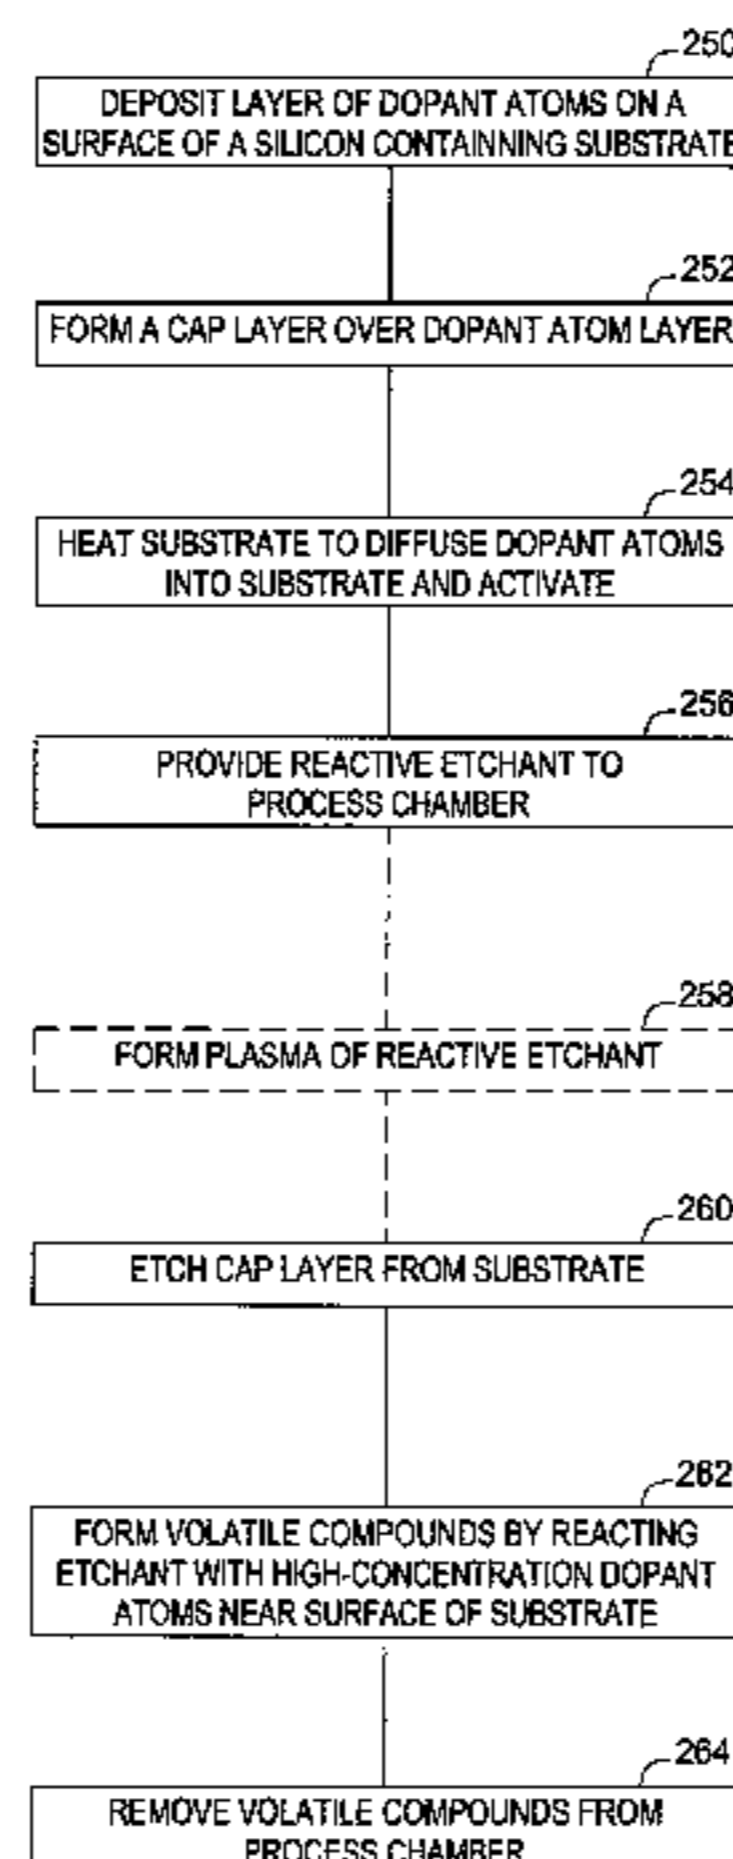 250
DEPOSIT LAYER OF DOPANT ATOMS ON A
SURFACE OF A SILICON CONTAINNING SUBSTRATE
252
FORM A CAP LAYER OVER DOPANT ATOM LAYER
254
HEAT SUBSTRATE TO DIFFUSE DOPANT ATOMS
INTO SUBSTRATE AND ACTIVATE
256
PROVIDE REACTIVE ETCHANT TO
PROCESS CHAMBER
258
FORM PLASMA OF REACTIVE ETCHANT
260
ETCH CAP LAYER FROM SUBSTRATE
262
FORM VOLATILE COMPOUNDS BY REACTING
ETCHANT WITH HIGH-CONCENTRATION DOPANT
ATOMS NEAR SURFACE OF SUBSTRATE
264
REMOVE VOLATILE COMPOUNDS FROM
PROCESS CHAMBER